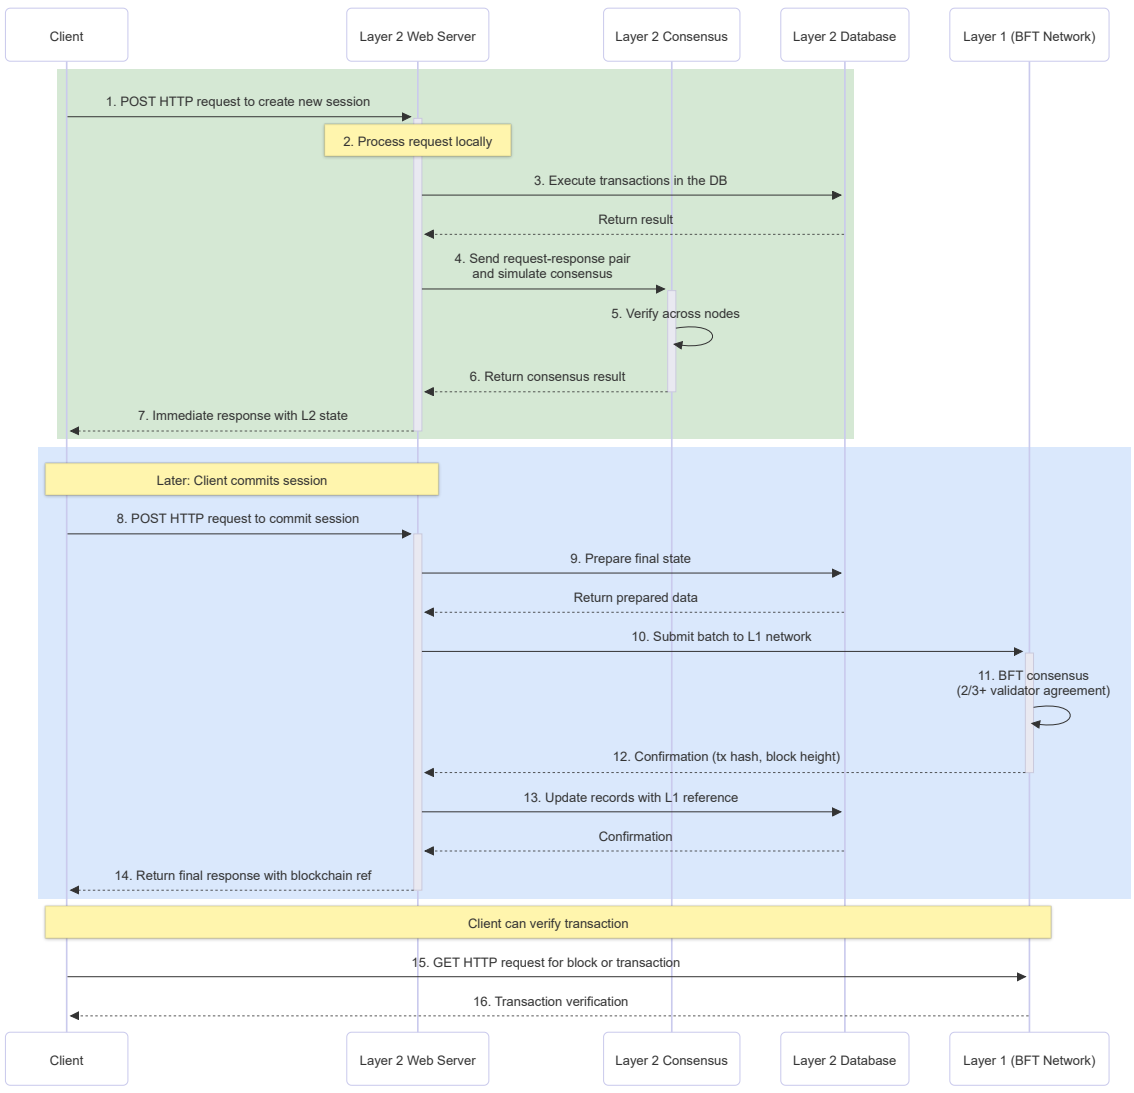 Client
Layer 2 Web Server
Layer 2 Consensus
Layer 2 Database
Layer 1 (BFT Network)
1. POST HTTP request to create new session
2. Process request locally
3. Execute transactions in the DB
Return result
4. Send request-response pair
and simulate consensus
5. Verify across nodes
6. Return consensus result
7. Immediate response with L2 state
Later: Client commits session
8. POST HTTP request to commit session
9. Prepare final state
Return prepared data
10. Submit batch to L1 network
11. BFT consensus
(2/3+ validator agreement)
12. Confirmation (tx hash, block height)
13. Update records with L1 reference
Confirmation
14. Return final response with blockchain ref
Client can verify transaction
15. GET HTTP request for block or transaction
16. Transaction verification
Client
Layer 2 Web Server
Layer 2 Consensus
Layer 2 Database
Layer 1 (BFT Network)